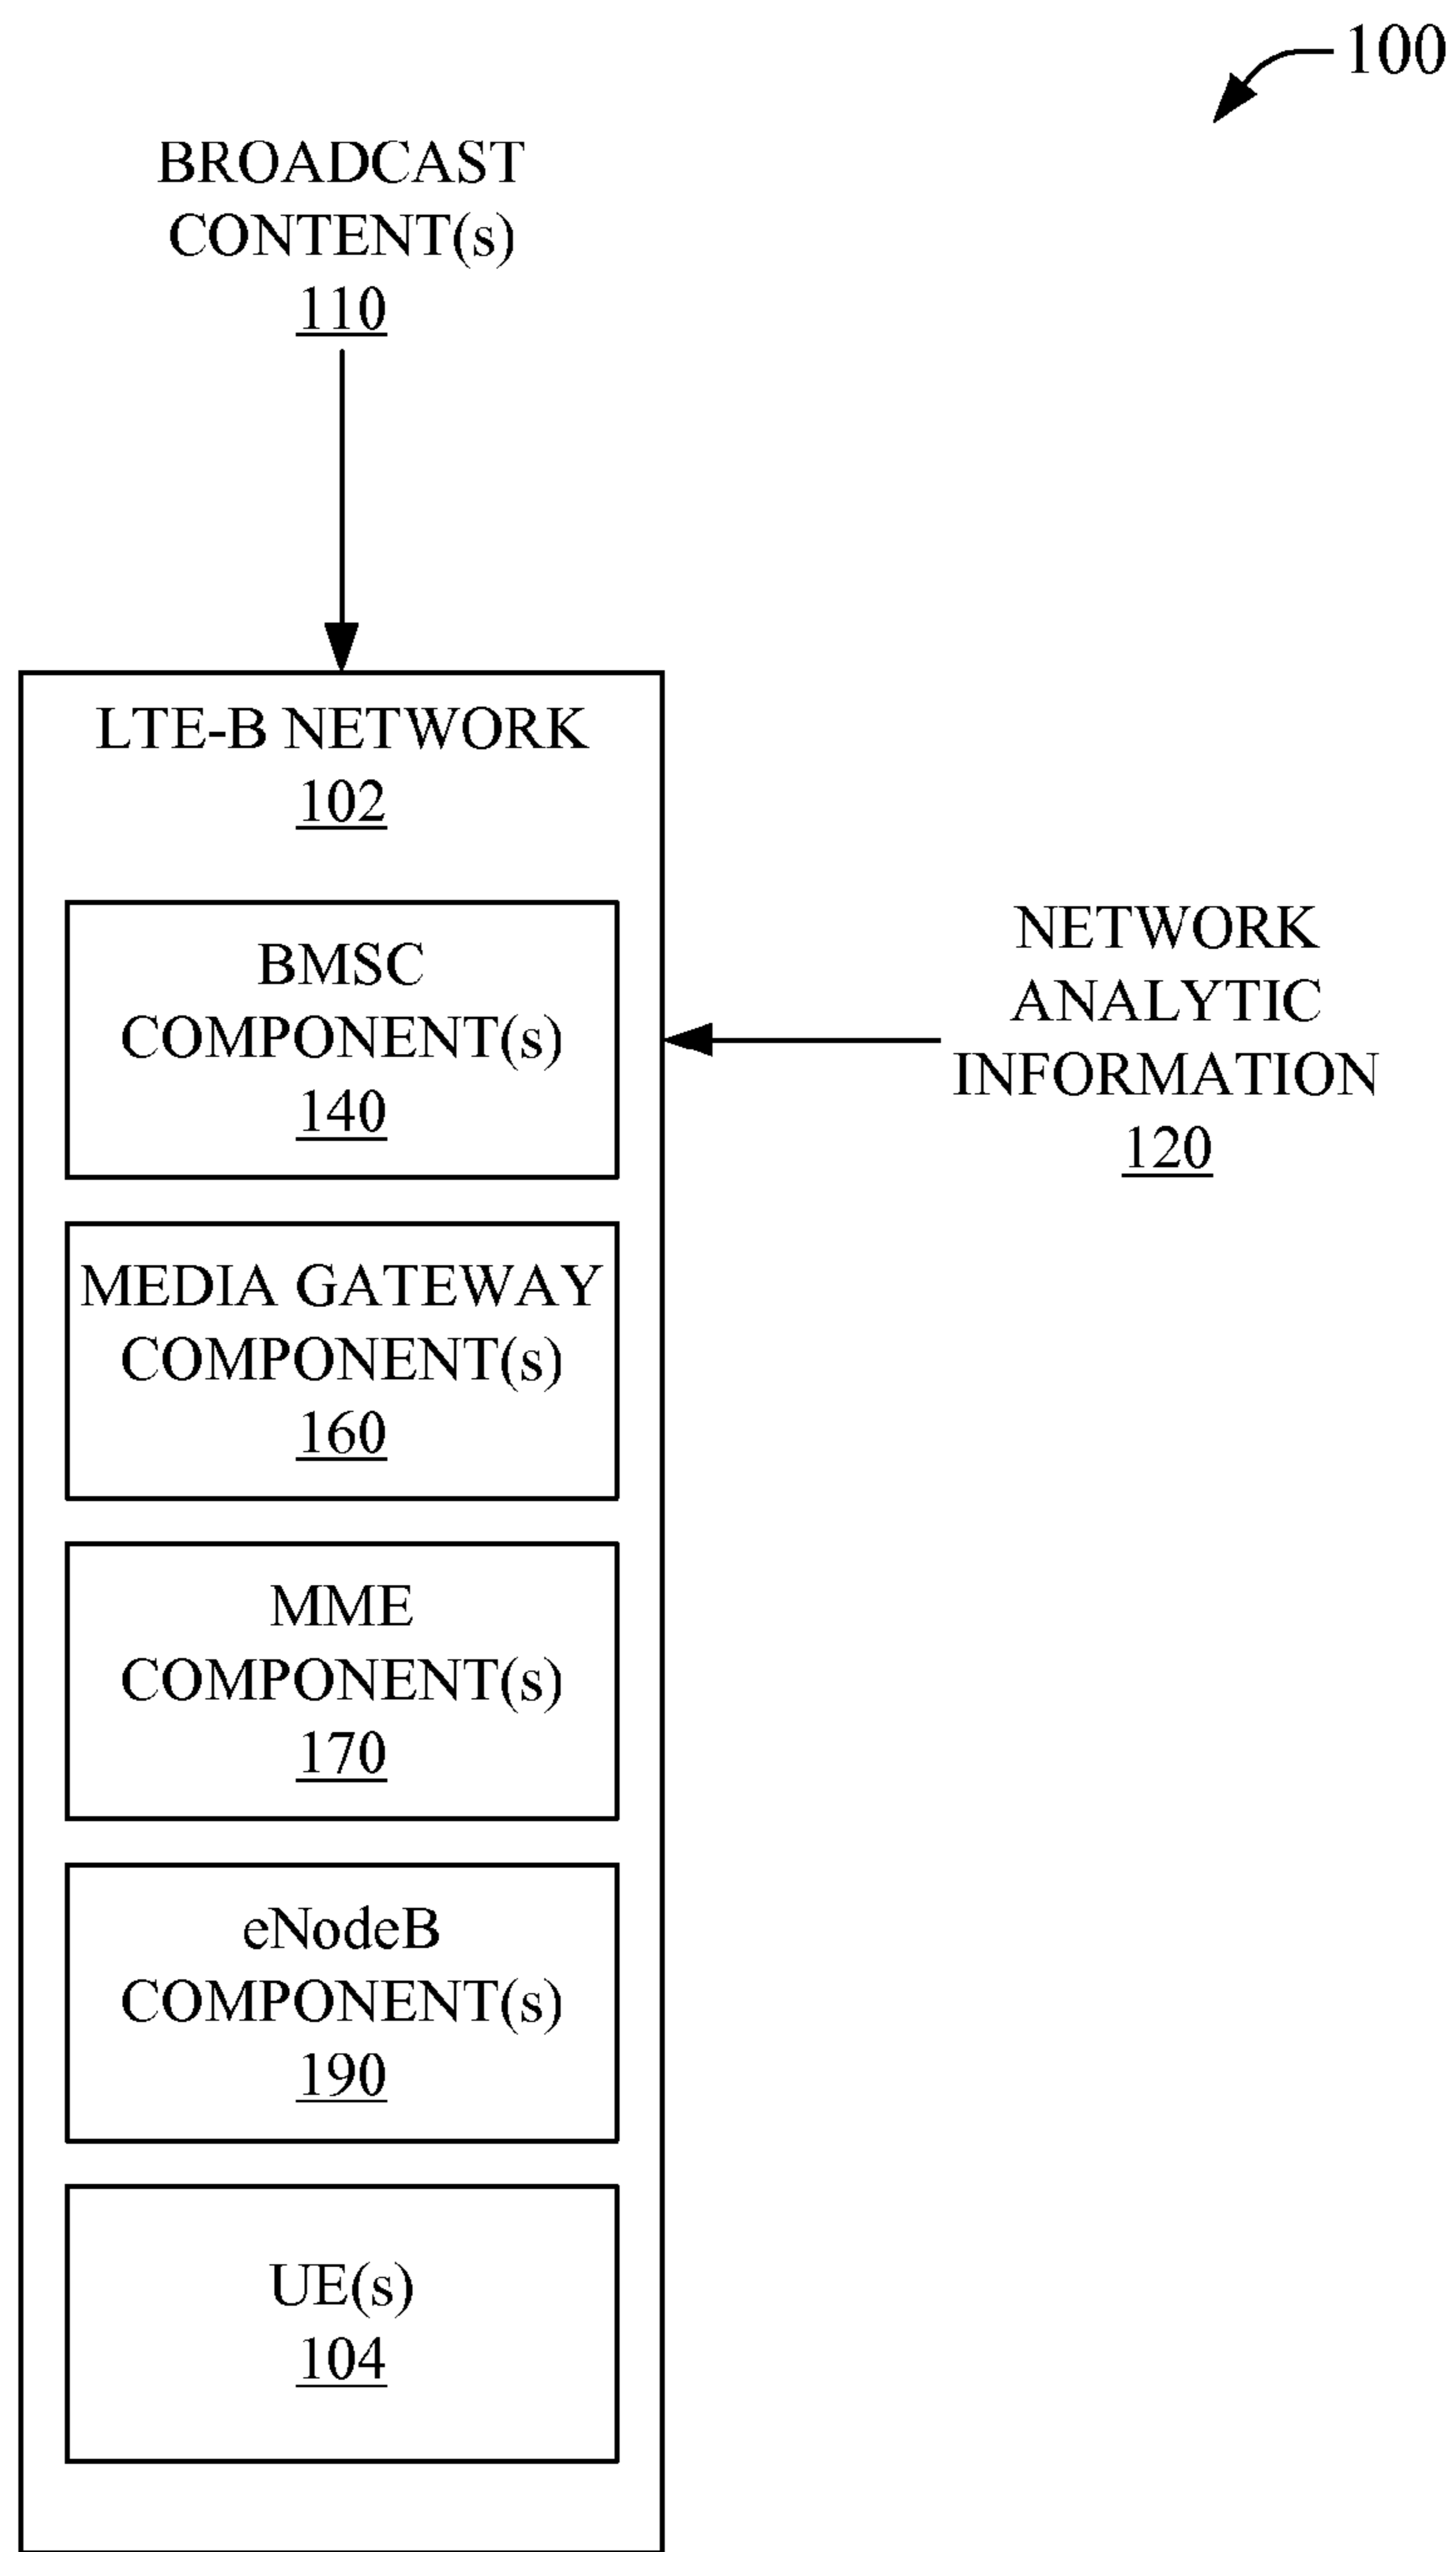 100
BROADCAST
CONTENT(s)
110
LTE-B NETWORK
102
BMSC
COMPONENT(s)
140
NETWORK
ANALYTIC
INFORMATION
120
MEDIA GATEWAY
COMPONENT(s)
160
MME
COMPONENT(s)
170
eNodeB
COMPONENT(s)
190
UE(s)
104